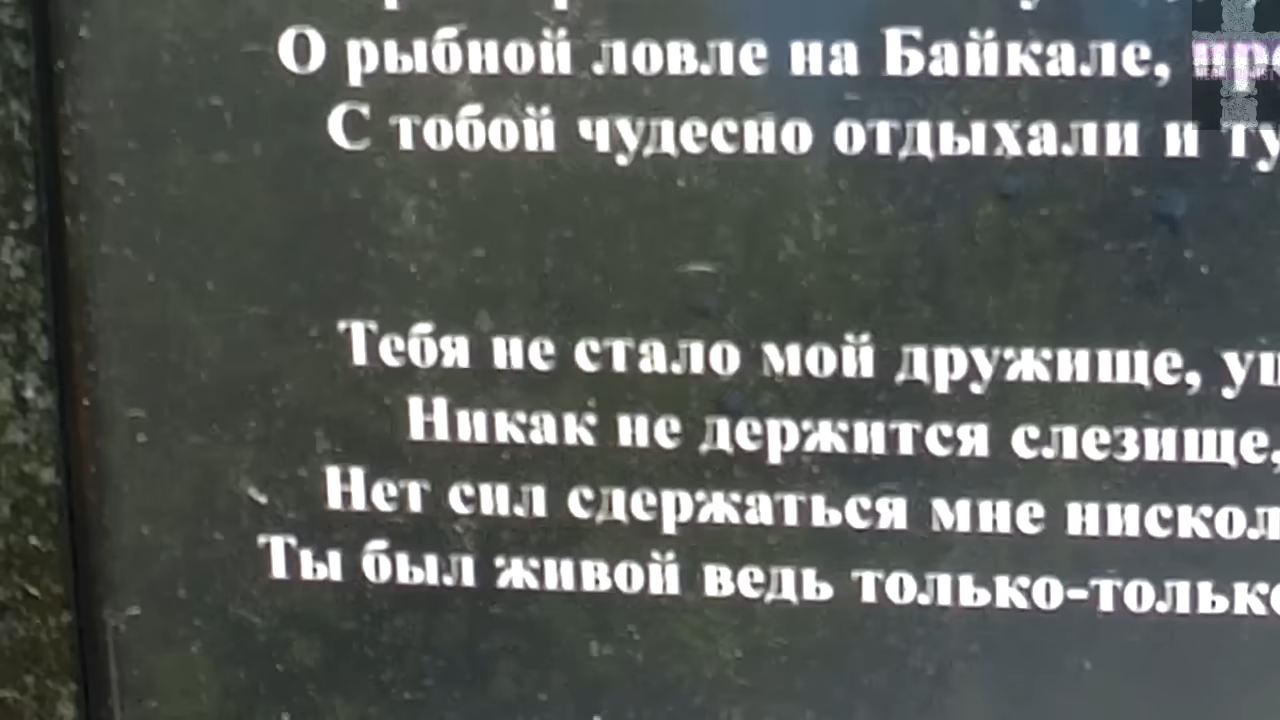 О рыбной ловле на Байкале,
С тобой чудесно отдыхали и
Тебя не стало мой дружище,
Никак не держится слезище,
Нет сил сдержаться мне
Ты был живой ведь только-только